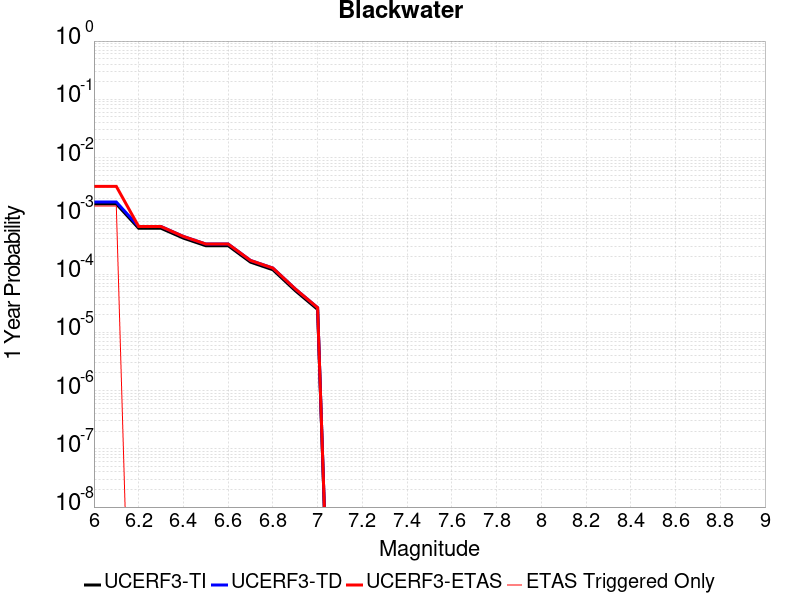 Blackwater
10 0
10 -1
10 -2
10 -3
10 -4
10 -5
10 -6
10 -7
10 -8
1 Year Probability
6 6.2 6.4 6.6 6.8 7 7.2 7.4 7.6 7.8 8 8.2 8.4 8.6 8.8 9
Magnitude
UCERF3-TI UCERF3-TD UCERF3-ETAS ETAS Triggered Only